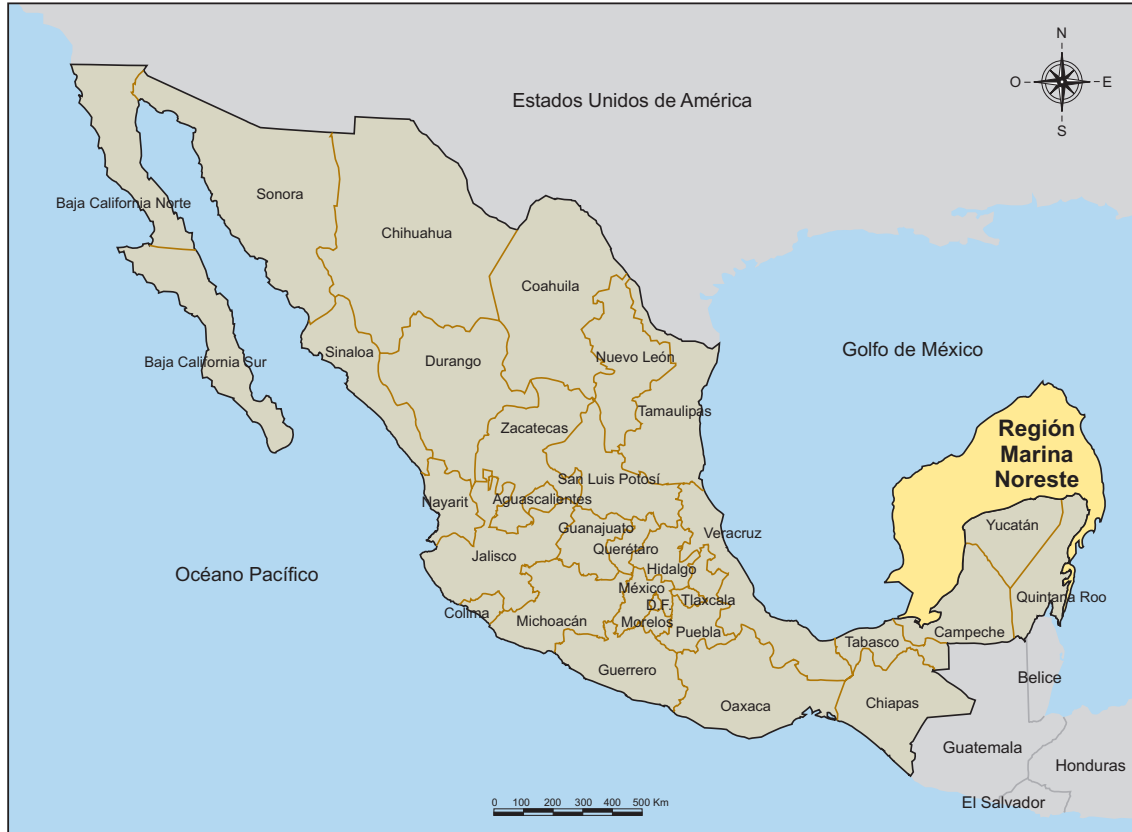 N
O
E
S
Estados Unidos de América
Sonora
Baja California Norte
Chihuahua
Coahuila
Baja California Sur
Sinaloa
Durango
Nuevo León
Golfo de México
Tamaulipas
Zacatecas
Región
Marina
Noreste
San Luis Potosí
Nayarit
Aguascalientes
Yucatán
Guanajuato
Veracruz
Querétaro
Jalisco
Hidalgo
Océano Pacífico
México
Quintana Roo
D.F.
Tlaxcala
Colima
Michoacán
Morelos
Puebla
Campeche
Tabasco
Guerrero
Belice
Oaxaca
Chiapas
Guatemala
Honduras
El Salvador
0 100 200 300 400 500 Km